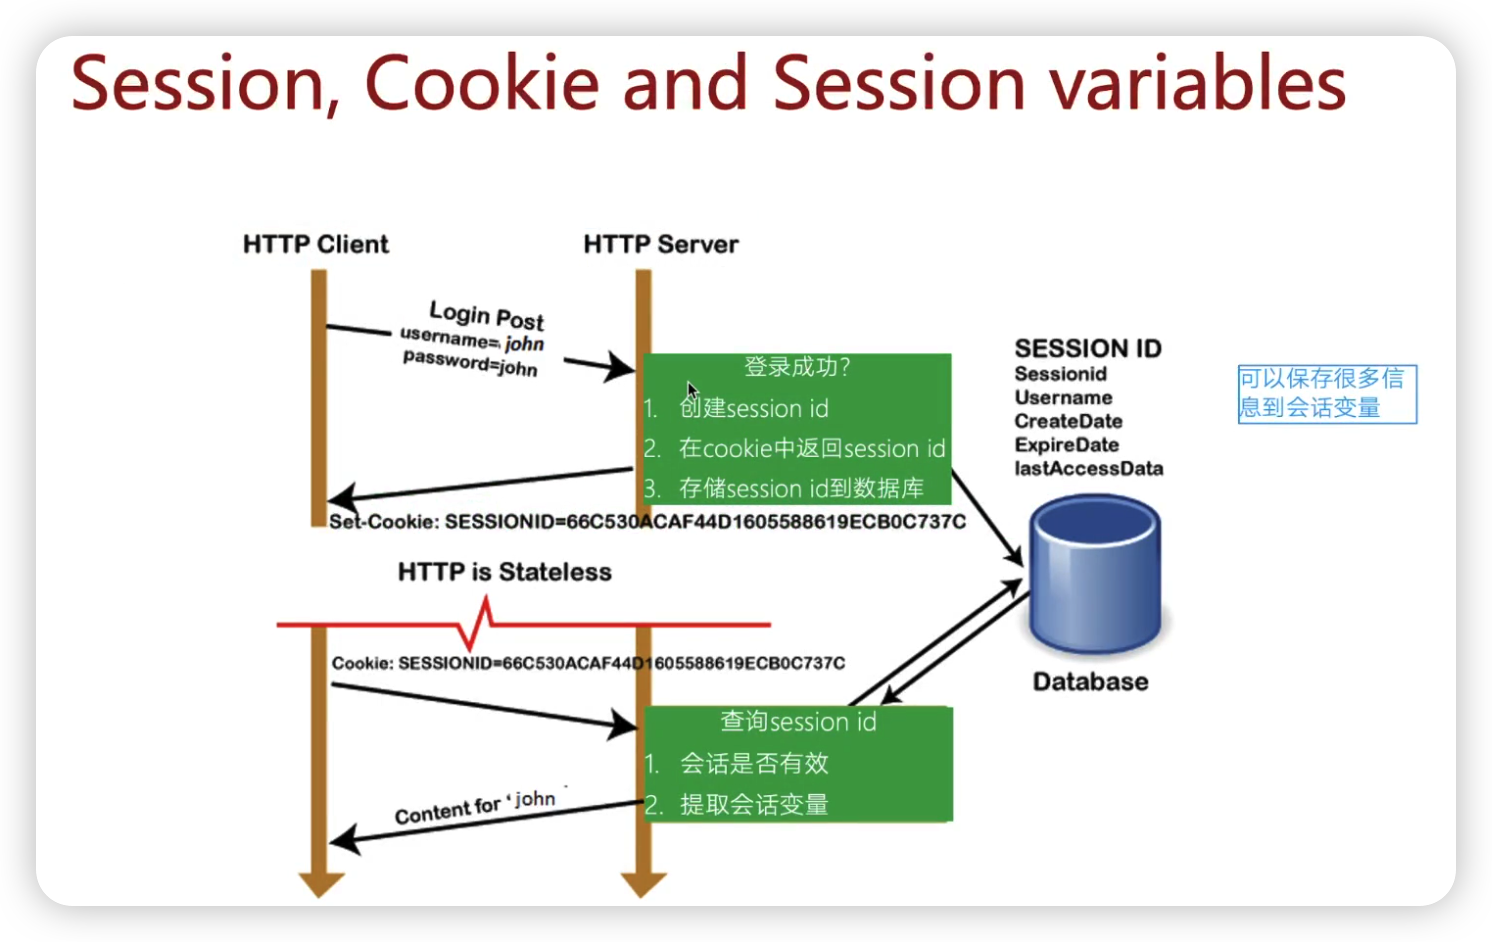 Session, Cookie and Session variables
HTTP Client
HTTP Server
Login Post
username= john
password=john
登录成功?
1. 创建session id
2. 在cookie中返回session id
3. 存储session id到数据库
SESSION ID
Sessionid
Username
CreateDate
ExpireDate
lastAccessData
可以保存很多信
息到会话变量
Set-Cookie: SESSIONID=66C530ACAF44D1605588619ECB0C737C
HTTP is Stateless
Cookie: SESSIONID=66C530ACAF44D1605588619ECB0C737C
Database
查询session id
1. 会话是否有效
2. 提取会话变量
Content for ‘john